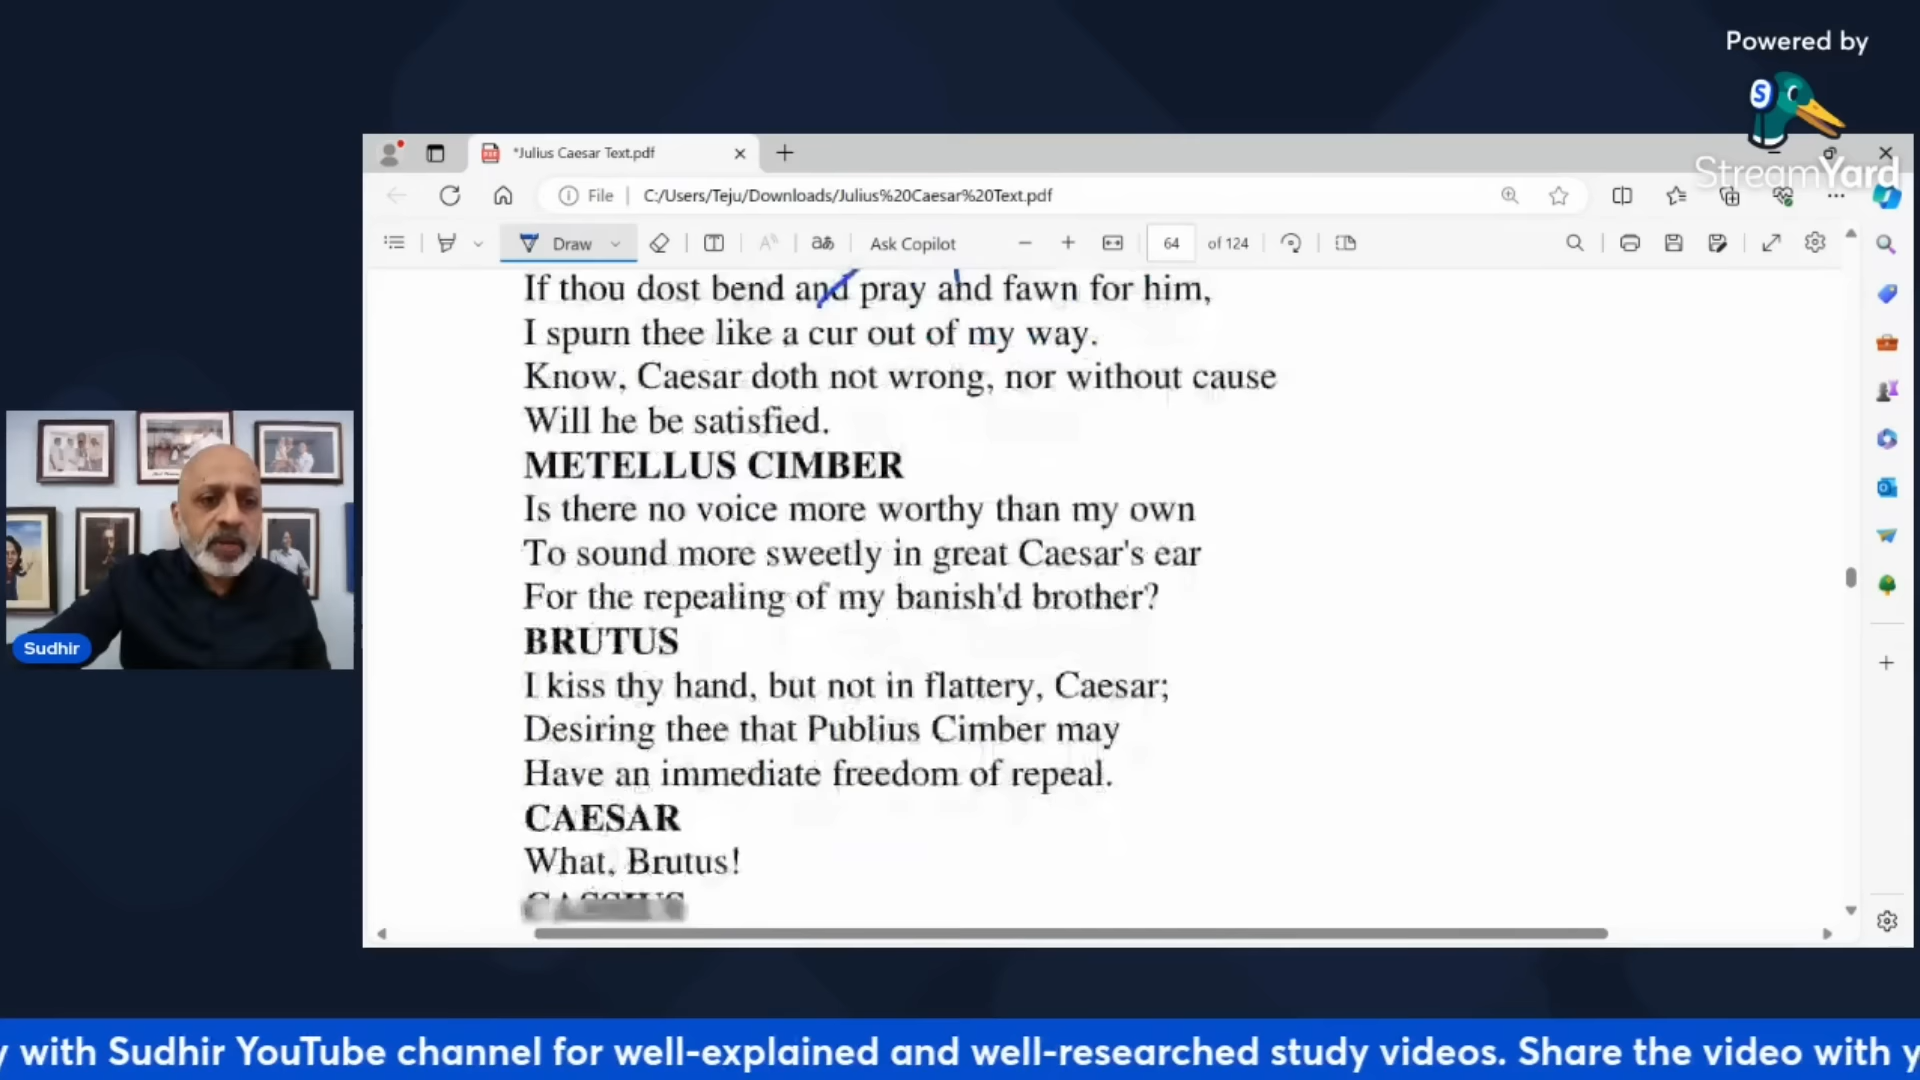 Powered by
StreamYard
*Julius Caesar Text.pdf
File
C:/Users/Teju/Downloads/Julius%20Caesar%20Text.pdf
Draw
Ask Copilot
64 of 124
If thou dost bend and pray and fawn for him,
I spurn thee like a cur out of my way.
Know, Caesar doth not wrong, nor without cause
Will he be satisfied.
METELLUS CIMBER
Is there no voice more worthy than my own
To sound more sweetly in great Caesar's ear
For the repealing of my banish'd brother?
BRUTUS
I kiss thy hand, but not in flattery, Caesar;
Desiring thee that Publius Cimber may
Have an immediate freedom of repeal.
CAESAR
What, Brutus!
CASSIUS
Sudhir
with Sudhir YouTube channel for well-explained and well-researched study videos. Share the video with